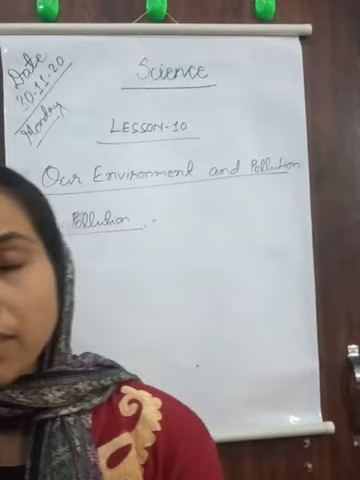 Date
20-11-20
Monday
Science
LESSON-10
Our Environment and Pollution
Pollution :-